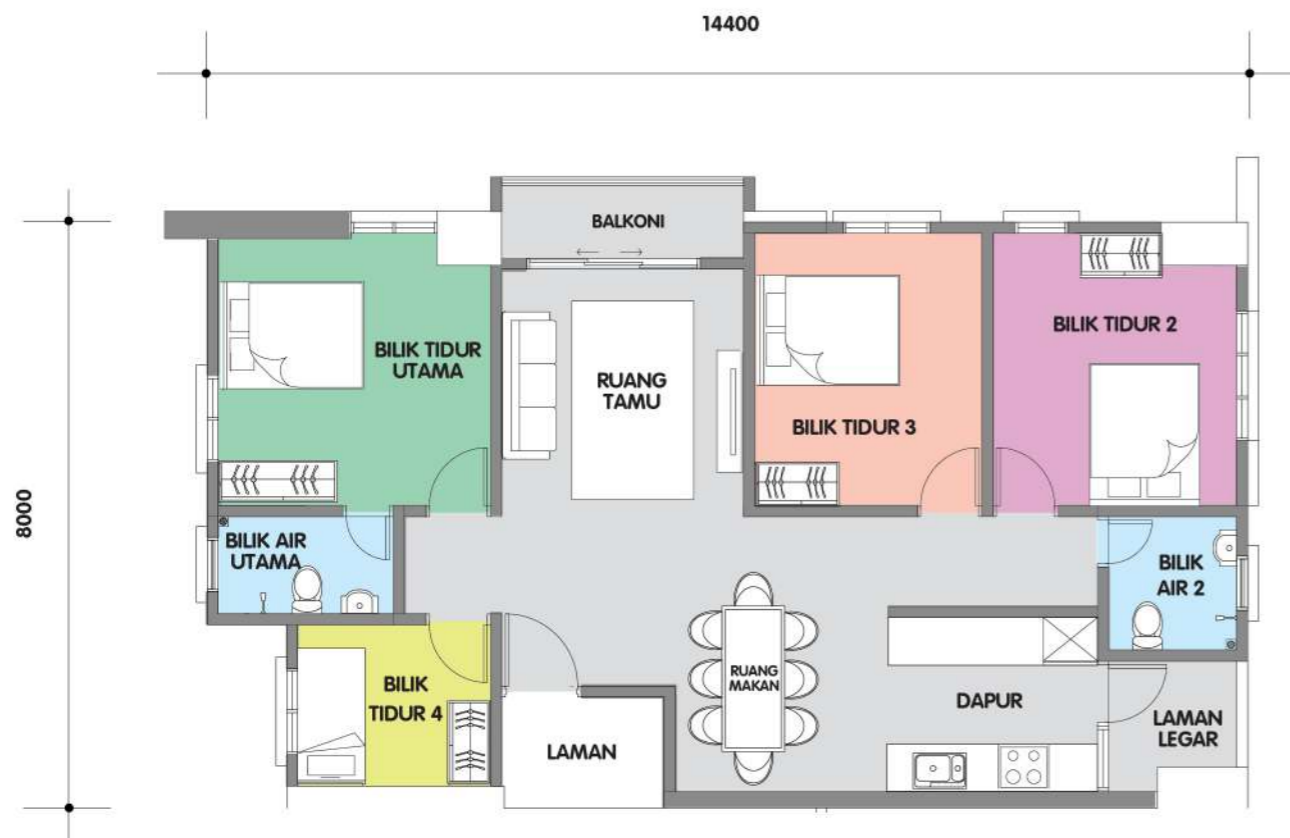 14400
8000
BALKONI
BILIK TIDUR
UTAMA
RUANG
TAMU
BILIK TIDUR 3
BILIK TIDUR 2
BILIK AIR
UTAMA
BILIK
AIR 2
BILIK
TIDUR 4
LAMAN
RUANG
MAKAN
DAPUR
LAMAN
LEGAR